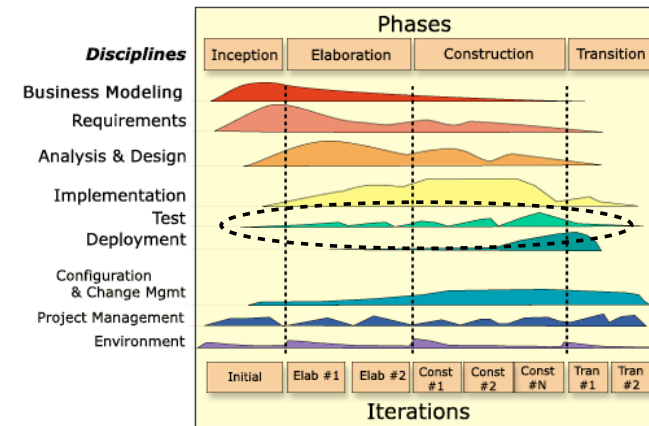 Phases
Disciplines
Inception
Elaboration
Construction
Transition
Business Modeling
Requirements
Analysis & Design
Implementation
Test
Deployment
Configuration
& Change Mgmt
Project Management
Environment
Initial
Elab #1
Elab #2
Const
#1
Const
#2
Const
#N
Tran
#1
Tran
#2
Iterations